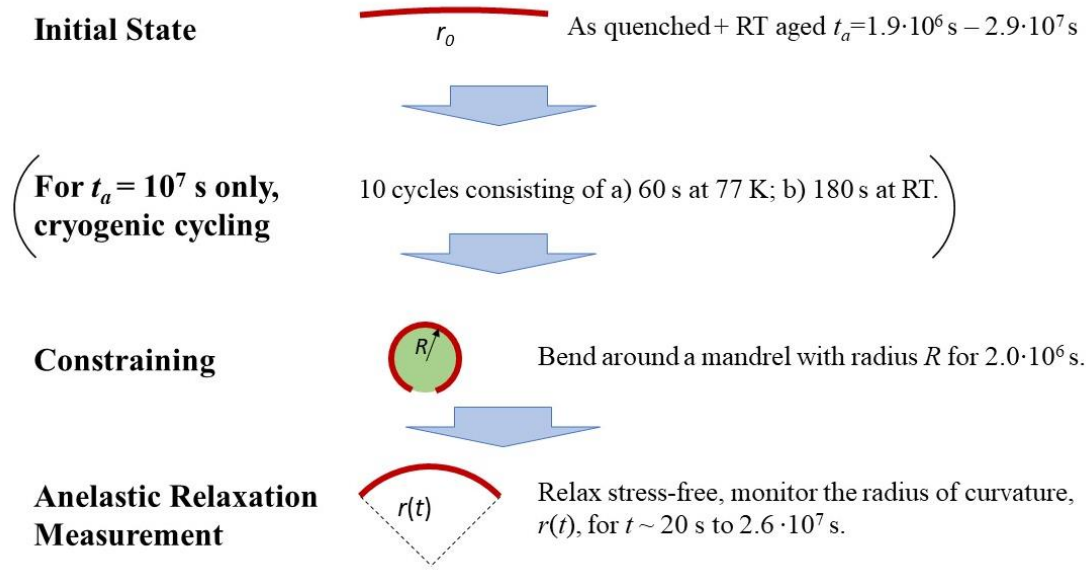 Initial State
r₀
As quenched + RT aged tₐ=1.9·10⁶ s – 2.9·10⁷ s
For tₐ = 10⁷ s only,
cryogenic cycling
10 cycles consisting of a) 60 s at 77 K; b) 180 s at RT.
Constraining
R
Bend around a mandrel with radius R for 2.0·10⁶ s.
Anelastic Relaxation
Measurement
r(t)
Relax stress-free, monitor the radius of curvature,
r(t), for t ~ 20 s to 2.6 ·10⁷ s.